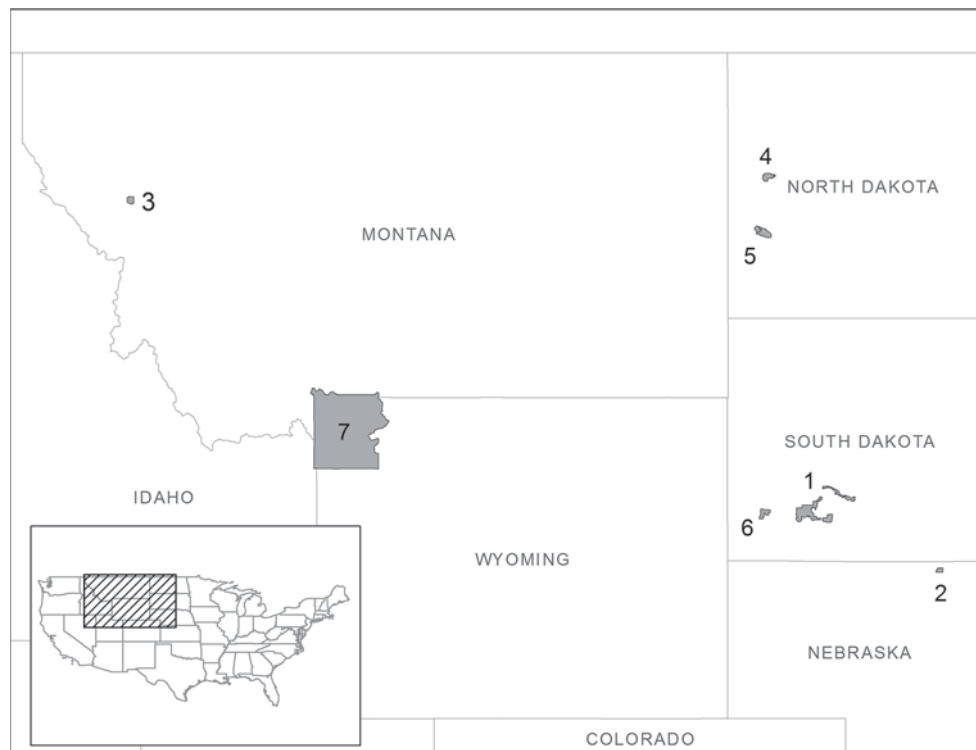 4
NORTH DAKOTA
3
MONTANA
5
7
SOUTH DAKOTA
1
IDAHO
6
WYOMING
2
NEBRASKA
COLORADO